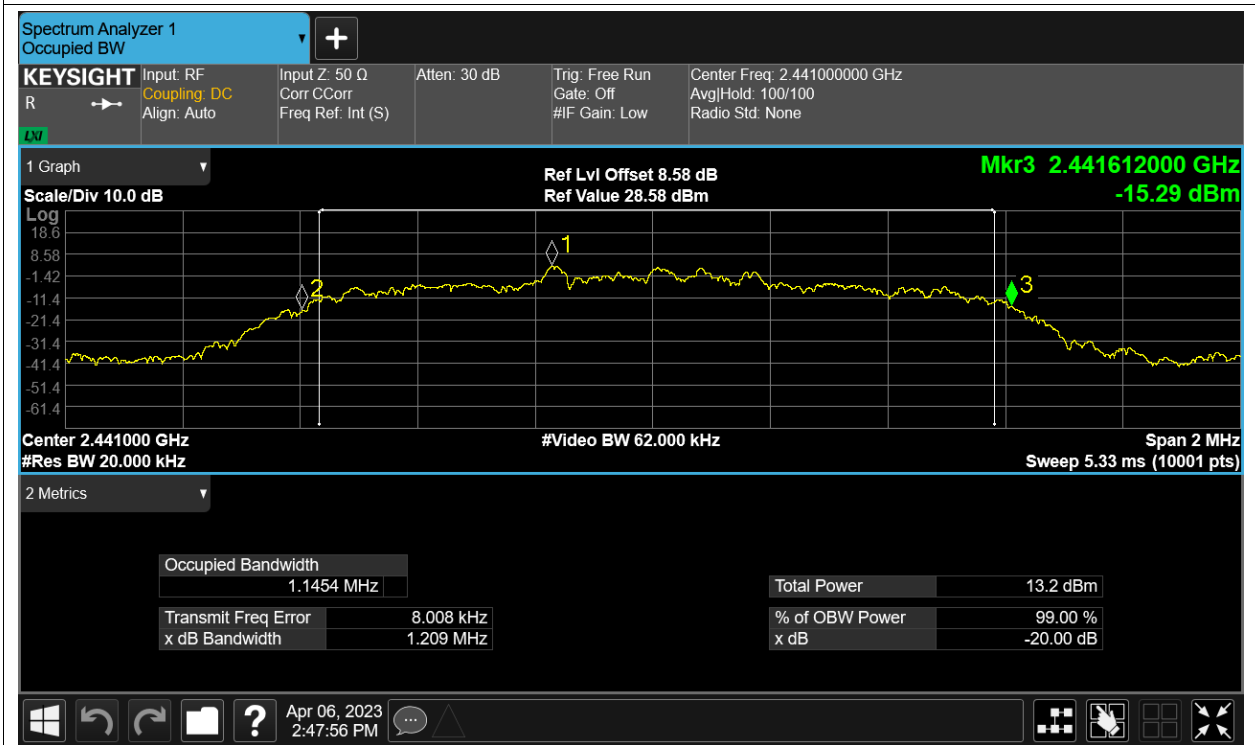 Spectrum Analyzer 1
Occupied BW
▼
+
KEYSIGHT Input: RF Input Z: 50 Ω Atten: 30 dB Trig: Free Run Center Freq: 2.441000000 GHz
R Coupling: DC Corr CCorr Gate: Off Avg|Hold: 100/100
Align: Auto Freq Ref: Int (S) #IF Gain: Low Radio Std: None
LXI
1 Graph ▼ Ref Lvl Offset 8.58 dB Mkr3 2.441612000 GHz
Scale/Div 10.0 dB Ref Value 28.58 dBm -15.29 dBm
Log
18.6
8.58
-1.42
-11.4
-21.4
-31.4
-41.4
-51.4
-61.4
1
2
3
Center 2.441000 GHz #Video BW 62.000 kHz Span 2 MHz
#Res BW 20.000 kHz Sweep 5.33 ms (10001 pts)
2 Metrics ▼
Occupied Bandwidth
1.1454 MHz Total Power 13.2 dBm
Transmit Freq Error 8.008 kHz % of OBW Power 99.00 %
x dB Bandwidth 1.209 MHz x dB -20.00 dB
? Apr 06, 2023
2:47:56 PM